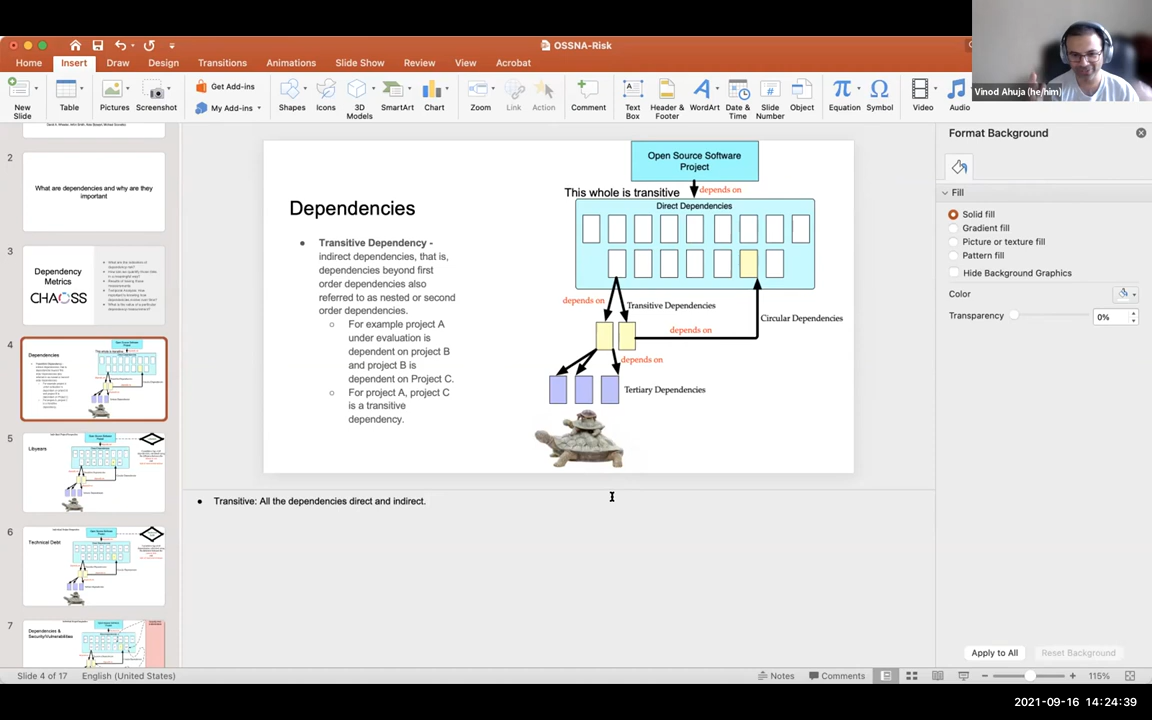 OSSNA-Risk
Home
Insert
Draw
Design
Transitions
Animations
Slide Show
Review
View
Acrobat
New
Slide
Table
Pictures
Screenshot
Get Add-ins
My Add-ins
Shapes
Icons
3D
Models
SmartArt
Chart
Zoom
Link
Action
Comment
Text
Box
Header &
Footer
WordArt
Date &
Time
Slide
Number
Object
Equation
Symbol
Video
Audio
Vinod Ahuja (he/him)
2
What are dependencies and why are they
important
3
Dependency
Metrics
CHAOSS
4
Dependencies
5
Libyears
6
Technical Debt
7
Dependencies &
Security/Vulnerabilities
Dependencies
• Transitive Dependency -
indirect dependencies, that is,
dependencies beyond first
order dependencies also
referred to as nested or second
order dependencies.
○ For example project A
under evaluation is
dependent on project B
and project B is
dependent on Project C.
○ For project A, project C
is a transitive
dependency.
Open Source Software
Project
This whole is transitive
depends on
Direct Dependencies
depends on
Transitive Dependencies
depends on
Circular Dependencies
depends on
Tertiary Dependencies
• Transitive: All the dependencies direct and indirect.
Format Background
Fill
Solid fill
Gradient fill
Picture or texture fill
Pattern fill
Hide Background Graphics
Color
Transparency
0%
Apply to All
Reset Background
Slide 4 of 17
English (United States)
Notes
Comments
115%
2021-09-16 14:24:39